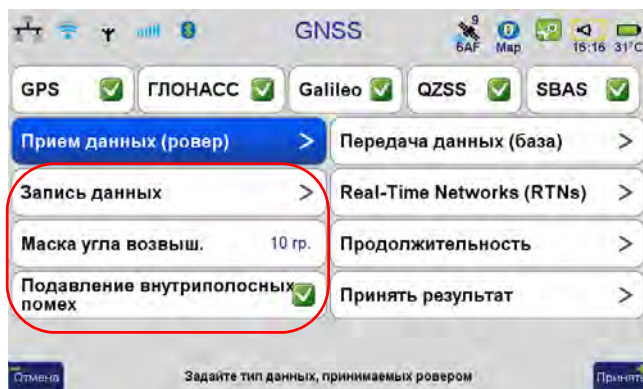 GNSS
9
6AF
Map
16:16 31°C
GPS
ГЛОНАСС
Galileo
QZSS
SBAS
Прием данных (ровер) >
Передача данных (база) >
Запись данных >
Real-Time Networks (RTNs) >
Маска угла возвыш. 10 гр.
Продолжительность >
Подавление внутриполосных
помех
Принять результат >
Отмена
Задайте тип данных, принимаемых ровером
Принять